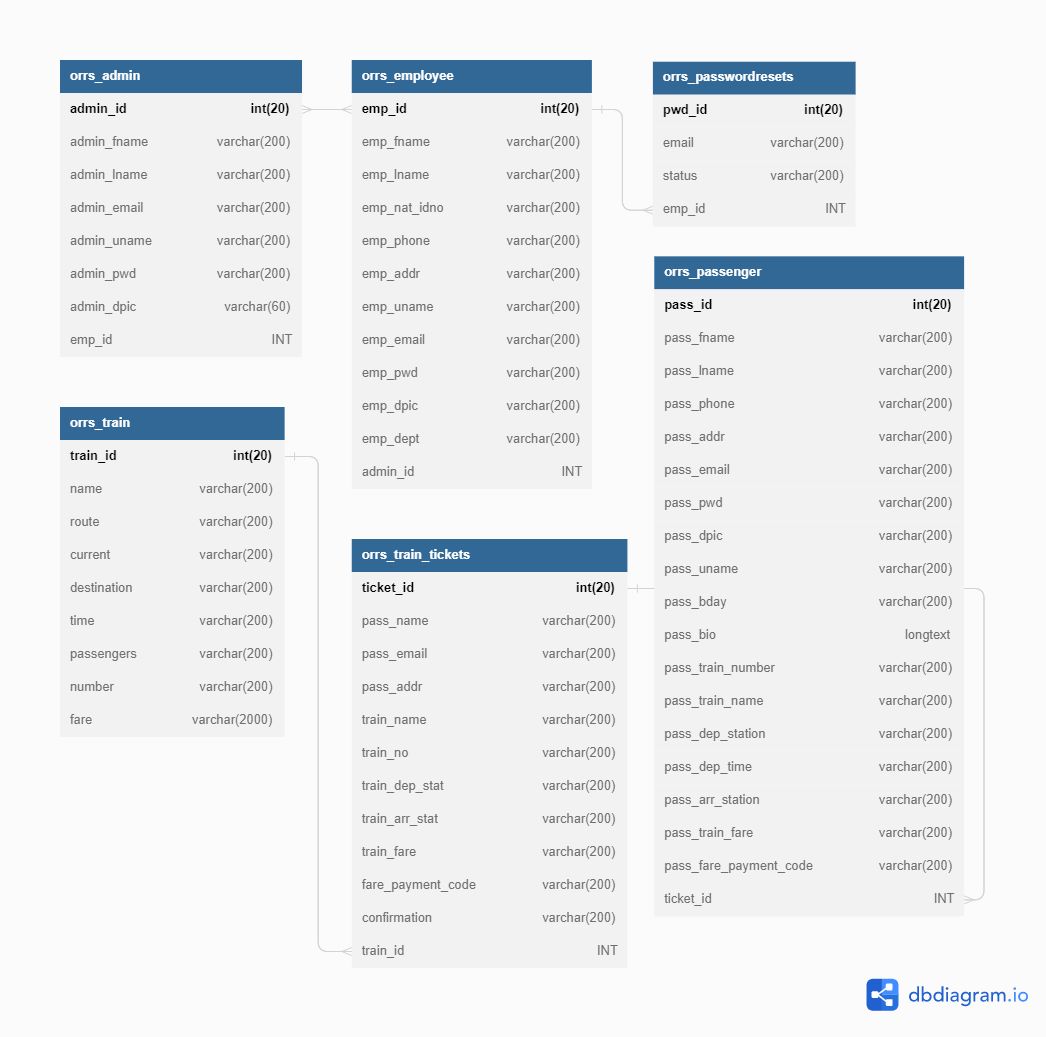 orrs_admin
admin_id int(20)
admin_fname varchar(200)
admin_lname varchar(200)
admin_email varchar(200)
admin_uname varchar(200)
admin_pwd varchar(200)
admin_dpic varchar(60)
emp_id INT
orrs_employee
emp_id int(20)
emp_fname varchar(200)
emp_lname varchar(200)
emp_nat_idno varchar(200)
emp_phone varchar(200)
emp_addr varchar(200)
emp_uname varchar(200)
emp_email varchar(200)
emp_pwd varchar(200)
emp_dpic varchar(200)
emp_dept varchar(200)
admin_id INT
orrs_passwordresets
pwd_id int(20)
email varchar(200)
status varchar(200)
emp_id INT
orrs_passenger
pass_id int(20)
pass_fname varchar(200)
pass_lname varchar(200)
pass_phone varchar(200)
pass_addr varchar(200)
pass_email varchar(200)
pass_pwd varchar(200)
pass_dpic varchar(200)
pass_uname varchar(200)
pass_bday varchar(200)
pass_bio longtext
pass_train_number varchar(200)
pass_train_name varchar(200)
pass_dep_station varchar(200)
pass_dep_time varchar(200)
pass_arr_station varchar(200)
pass_train_fare varchar(200)
pass_fare_payment_code varchar(200)
ticket_id INT
orrs_train
train_id int(20)
name varchar(200)
route varchar(200)
current varchar(200)
destination varchar(200)
time varchar(200)
passengers varchar(200)
number varchar(200)
fare varchar(2000)
orrs_train_tickets
ticket_id int(20)
pass_name varchar(200)
pass_email varchar(200)
pass_addr varchar(200)
train_name varchar(200)
train_no varchar(200)
train_dep_stat varchar(200)
train_arr_stat varchar(200)
train_fare varchar(200)
fare_payment_code varchar(200)
confirmation varchar(200)
train_id INT
dbdiagram.io